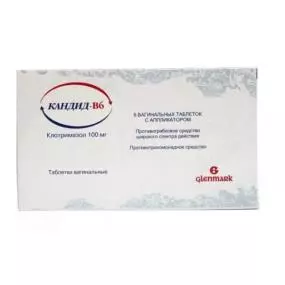 КАНДИД-В6
Клотримазол 100 мг
Таблетки вагинальные
6 ВАГИНАЛЬНЫХ ТАБЛЕТОК
С АППЛИКАТОРОМ
Противогрибковое средство
широкого спектра действия
Противотрихомонадное средство
G
Glenmark